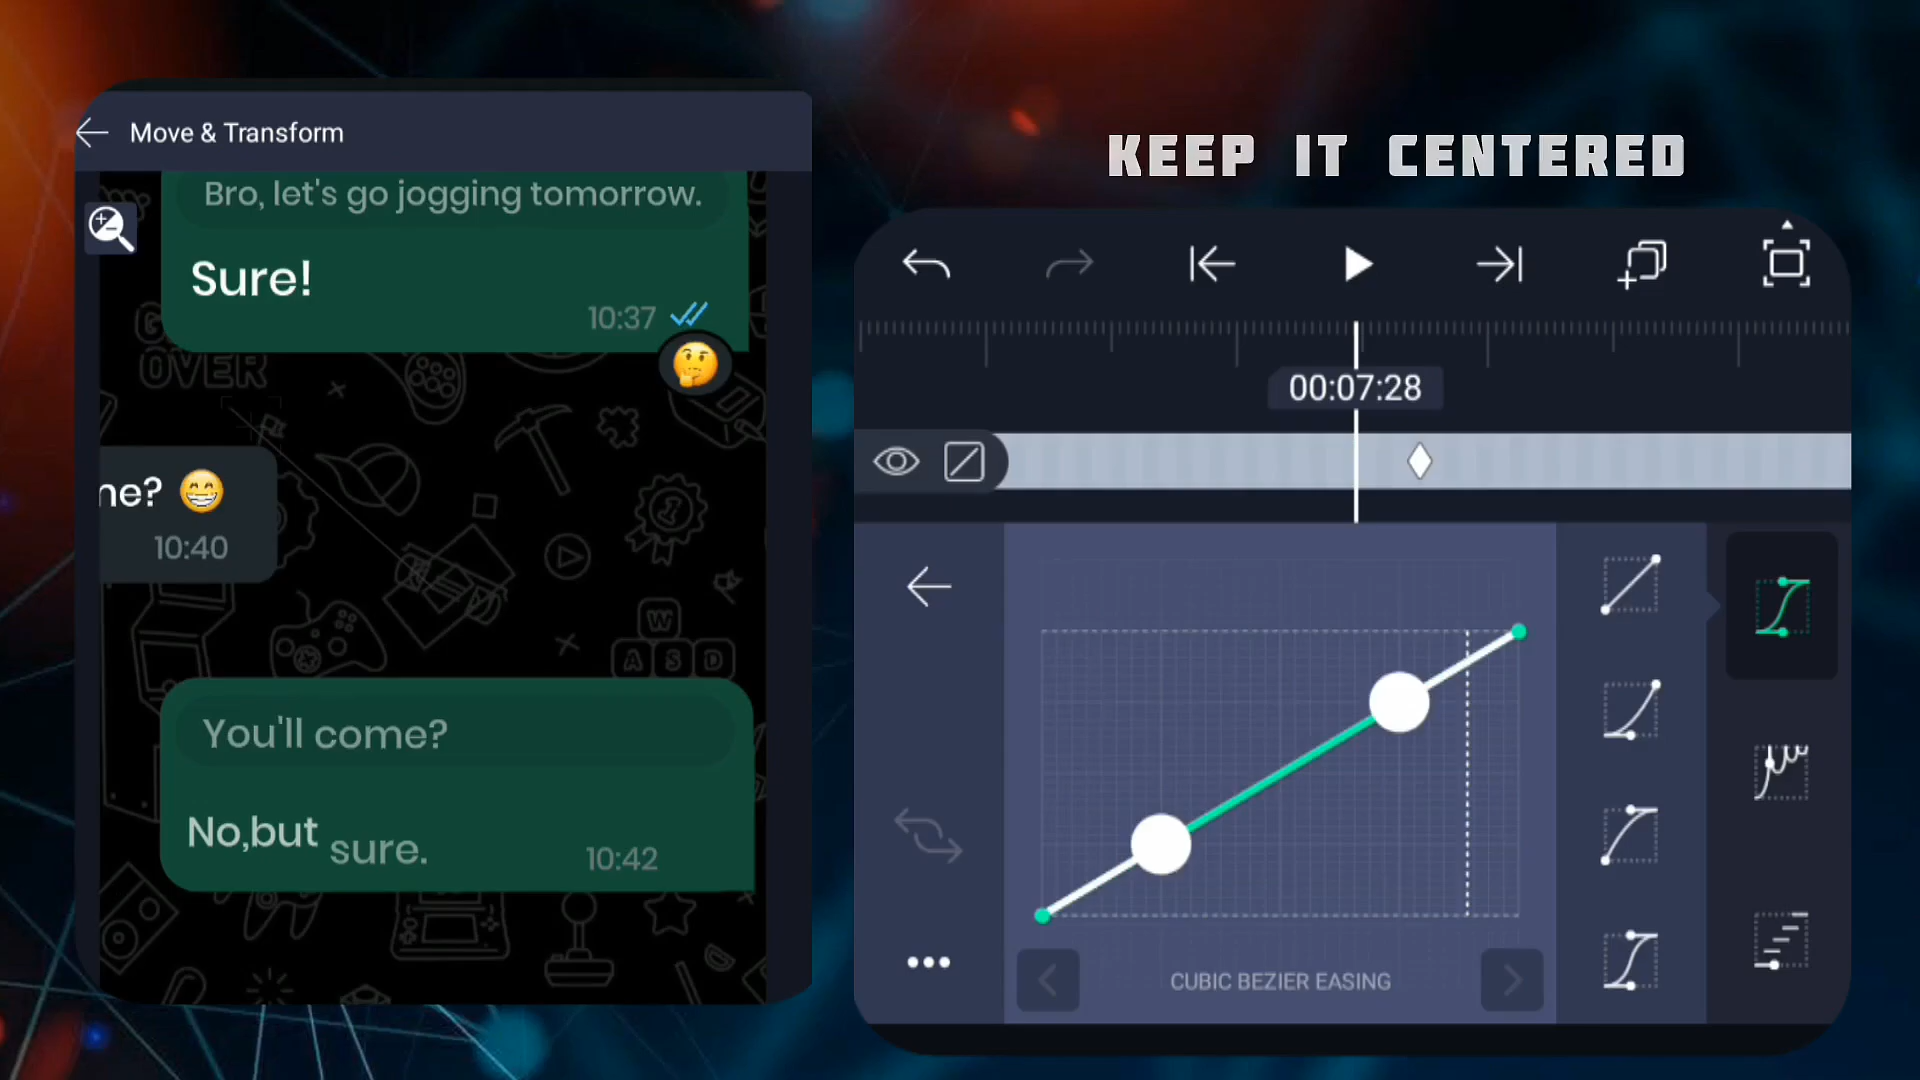 Move & Transform
Bro, let's go jogging tomorrow.
Sure!
10:37
OVER
ne? 😁
10:40
W
A S D
You'll come?
No,but sure.
10:42
KEEP IT CENTERED
00:07:28
CUBIC BEZIER EASING